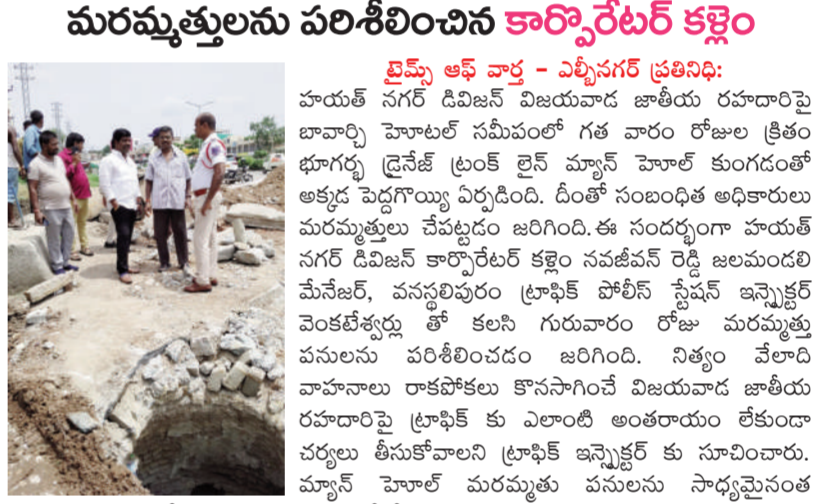 మరమ్మత్తులను పరిశీలించిన కార్పొరేటర్ కళ్లెం
టైమ్స్ ఆఫ్ వార్త – ఎల్బీనగర్ ప్రతినిధి:
హయత్ నగర్ డివిజన్ విజయవాడ జాతీయ రహదారిపై
బావార్చి హెూటల్ సమీపంలో గత వారం రోజుల క్రితం
భూగర్భ డ్రైనేజ్ ట్రంక్ లైన్ మ్యాన్ హెూల్ కుంగడంతో
అక్కడ పెద్దగొయ్యి ఏర్పడింది. దీంతో సంబంధిత అధికారులు
మరమ్మత్తులు చేపట్టడం జరిగింది. ఈ సందర్భంగా హయత్
నగర్ డివిజన్ కార్పొరేటర్ కళ్లెం నవజీవన్ రెడ్డి జలమండలి
మేనేజర్, వనస్థలిపురం ట్రాఫిక్ పోలీస్ స్టేషన్ ఇన్స్పెక్టర్
వెంకటేశ్వర్లు తో కలసి గురువారం రోజు మరమ్మత్తు
పనులను పరిశీలించడం జరిగింది. నిత్యం వేలాది
వాహనాలు రాకపోకలు కొనసాగించే విజయవాడ జాతీయ
రహదారిపై ట్రాఫిక్ కు ఎలాంటి అంతరాయం లేకుండా
చర్యలు తీసుకోవాలని ట్రాఫిక్ ఇన్స్పెక్టర్ కు సూచించారు.
మ్యాన్ హెూల్ మరమ్మతు పనులను సాధ్యమైనంత